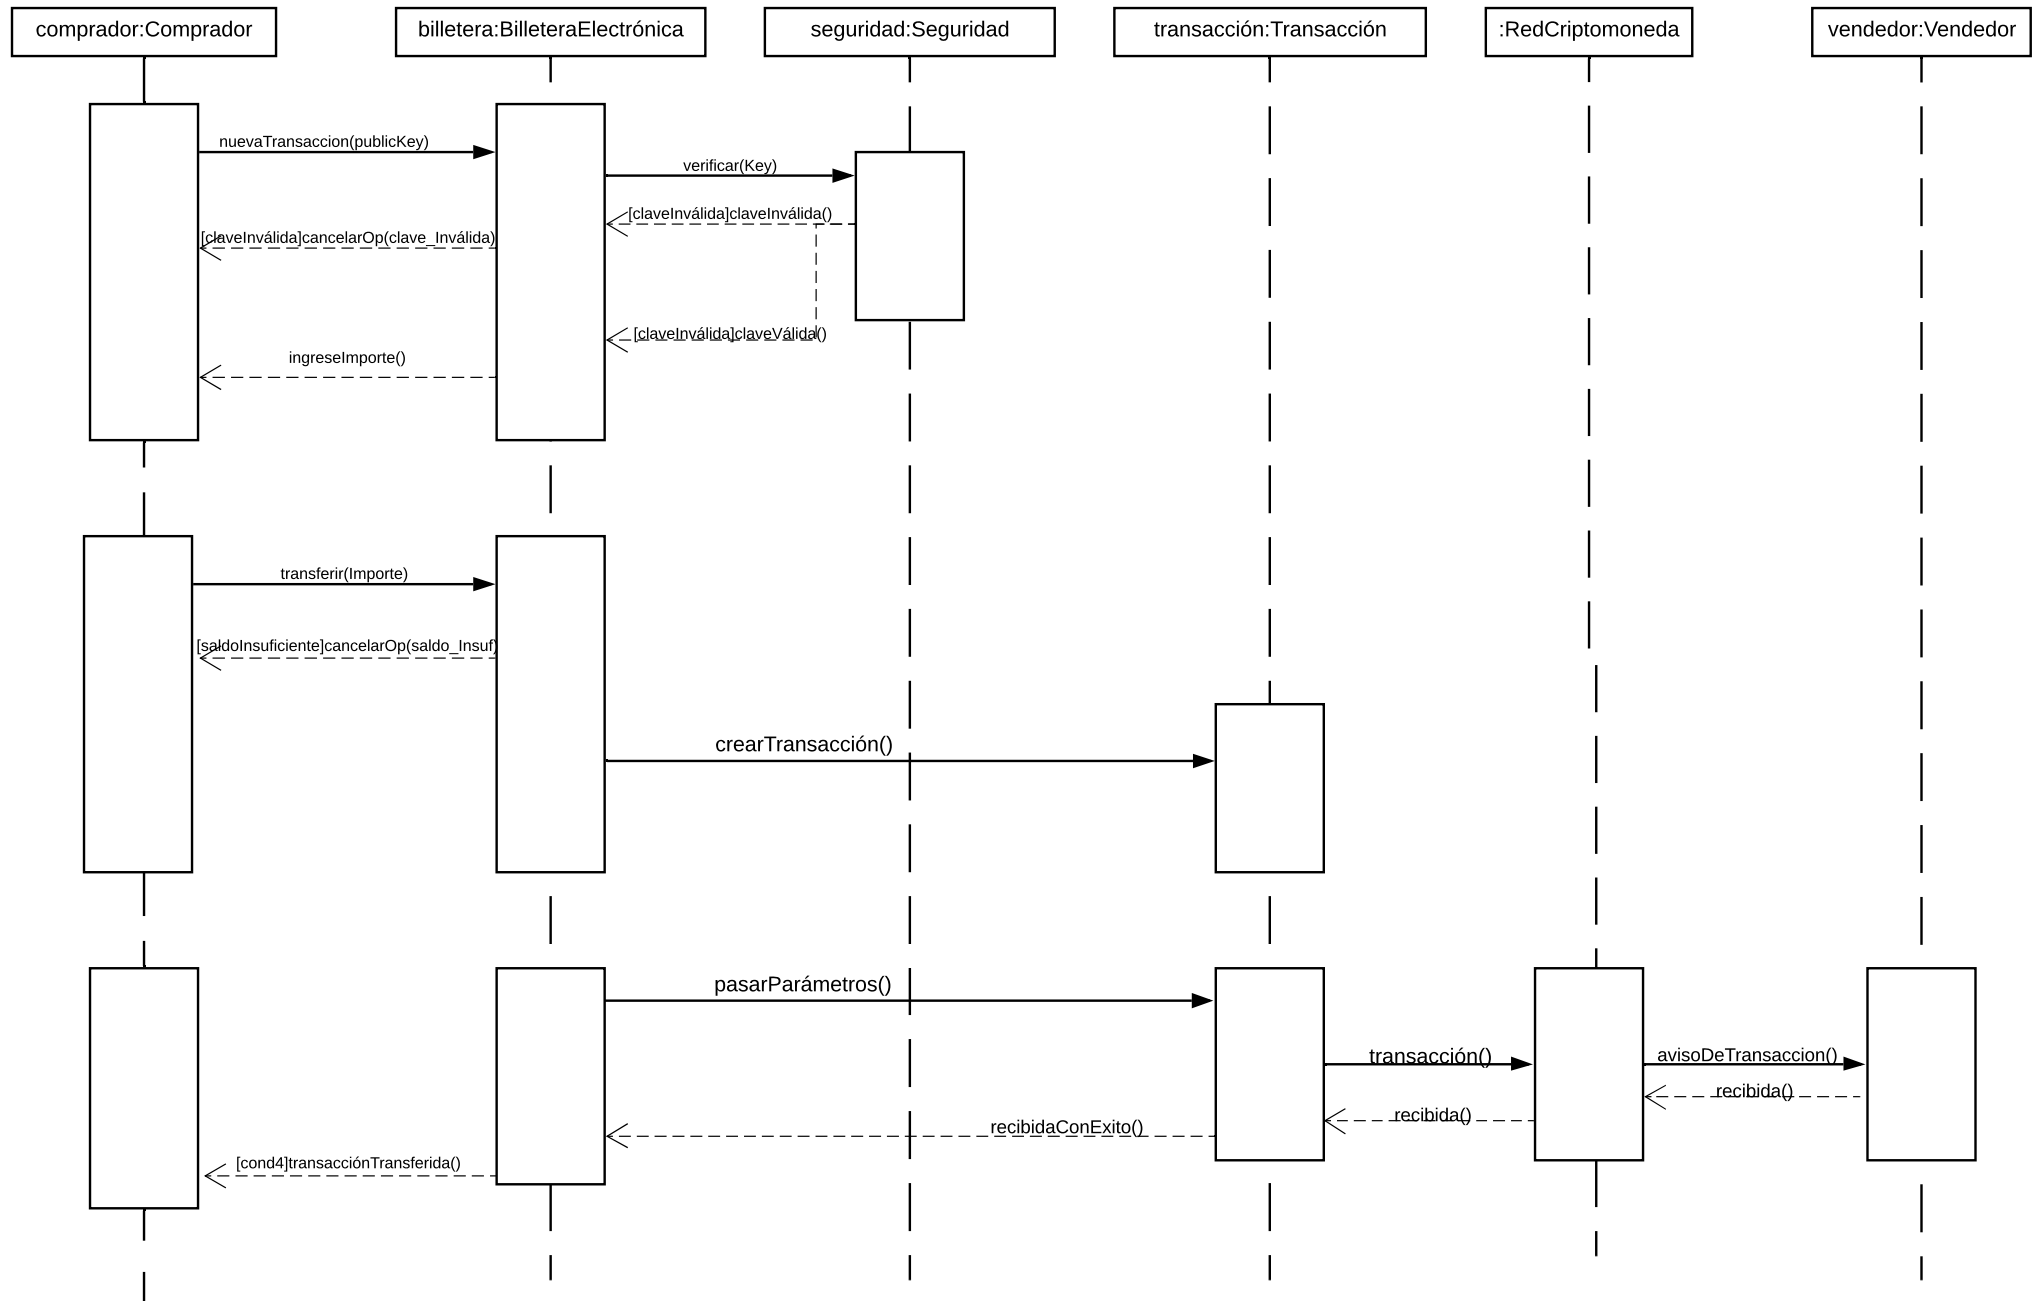 comprador:Comprador
billetera:BilleteraElectrónica
seguridad:Seguridad
transacción:Transacción
:RedCriptomoneda
vendedor:Vendedor
nuevaTransaccion(publicKey)
verificar(Key)
[claveInválida]claveInválida()
[claveInválida]cancelarOp(clave_Inválida)
[claveInválida]claveVálida()
ingreseImporte()
transferir(Importe)
[saldoInsuficiente]cancelarOp(saldo_Insuf)
crearTransacción()
pasarParámetros()
transacción()
avisoDeTransaccion()
recibida()
recibida()
recibidaConExito()
[cond4]transacciónTransferida()